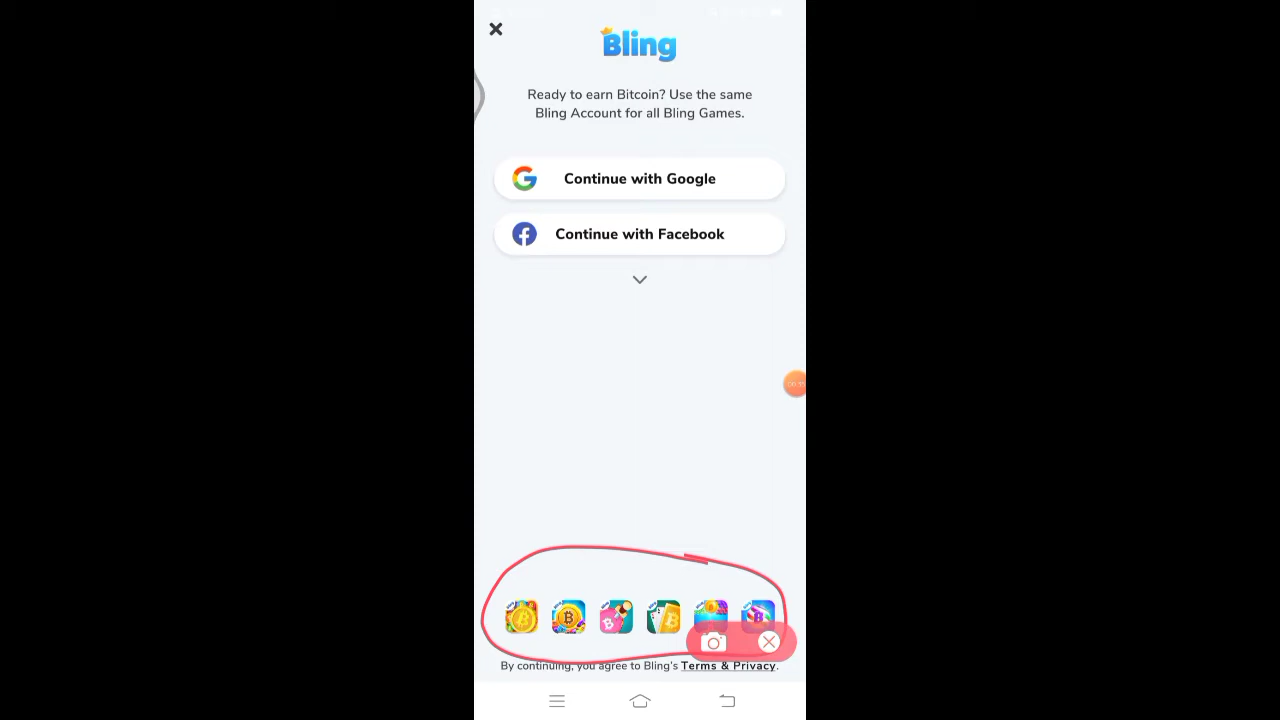 Bling
Ready to earn Bitcoin? Use the same
Bling Account for all Bling Games.
Continue with Google
Continue with Facebook
By continuing, you agree to Bling's Terms & Privacy.